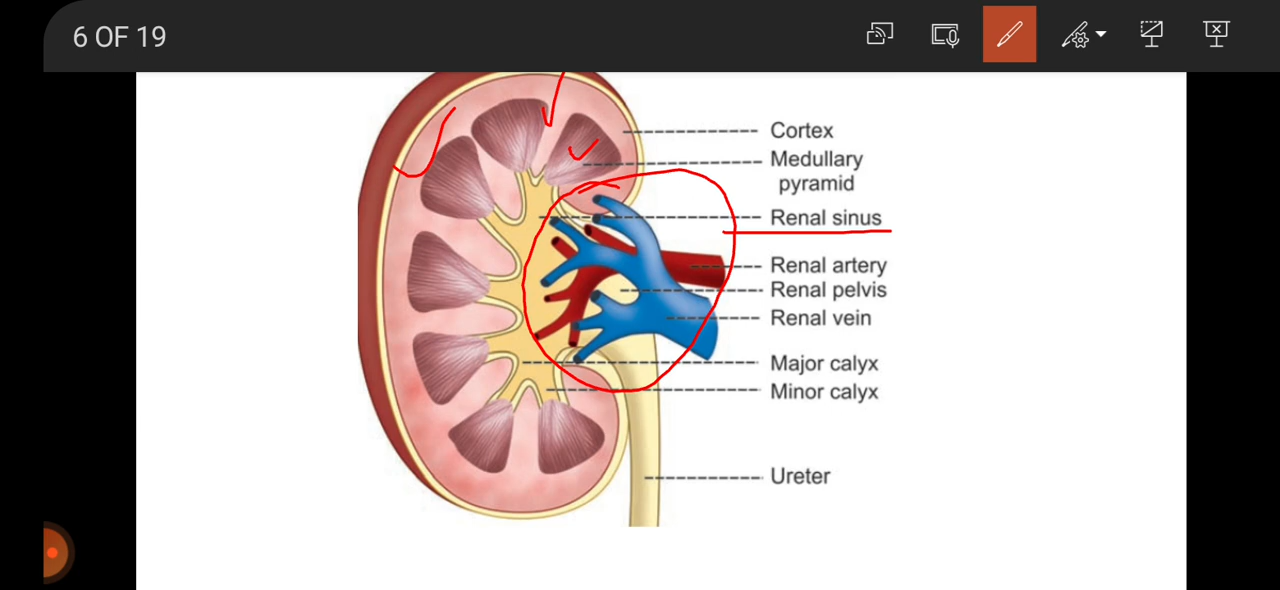 6 OF 19
Cortex
Medullary
pyramid
Renal sinus
Renal artery
Renal pelvis
Renal vein
Major calyx
Minor calyx
Ureter